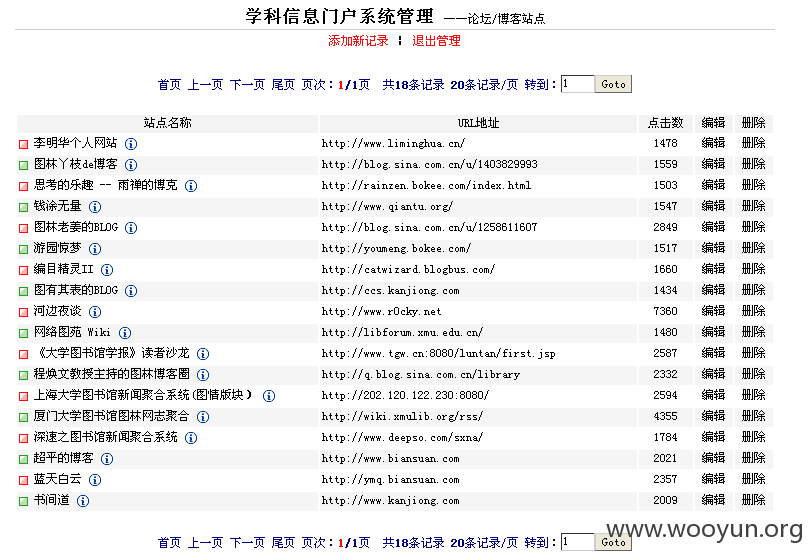 学科信息门户系统管理 ——论坛/博客站点
添加新记录 ¦ 退出管理
首页 上一页 下一页 尾页 页次：1/1页 共18条记录 20条记录/页 转到：1 Goto
站点名称 URL地址 点击数 编辑 删除
李明华个人网站 http://www.liminghua.cn/ 1478 编辑 删除
图林丫枝de博客 http://blog.sina.com.cn/u/1403829993 1559 编辑 删除
思考的乐趣 -- 雨禅的博克 http://rainzen.bokee.com/index.html 1503 编辑 删除
钱涂无量 http://www.qiantu.org/ 1547 编辑 删除
图林老姜的BLOG http://blog.sina.com.cn/u/1258611607 2849 编辑 删除
游园惊梦 http://youmeng.bokee.com/ 1517 编辑 删除
编目精灵II http://catwizard.blogbus.com/ 1660 编辑 删除
图有其表的BLOG http://ccs.kanjiong.com 1434 编辑 删除
河边夜谈 http://www.r0cky.net 7360 编辑 删除
网络图苑 Wiki http://libforum.xmu.edu.cn/ 1480 编辑 删除
《大学图书馆学报》读者沙龙 http://www.tgw.cn:8080/luntan/first.jsp 2587 编辑 删除
程焕文教授主持的图林博客圈 http://q.blog.sina.com.cn/library 2332 编辑 删除
上海大学图书馆新闻聚合系统(图情版块) http://202.120.122.230:8080/ 2594 编辑 删除
厦门大学图书馆图林网志聚合 http://wiki.xmulib.org/rss/ 4355 编辑 删除
深速之图书馆新闻聚合系统 http://www.deepso.com/sxna/ 1784 编辑 删除
超平的博客 http://www.biansuan.com 2021 编辑 删除
蓝天白云 http://ymq.biansuan.com 2357 编辑 删除
书间道 http://www.kanjiong.com 2009 编辑 删除
www.wooyun.org
首页 上一页 下一页 尾页 页次：1/1页 共18条记录 20条记录/页 转到：1 Goto